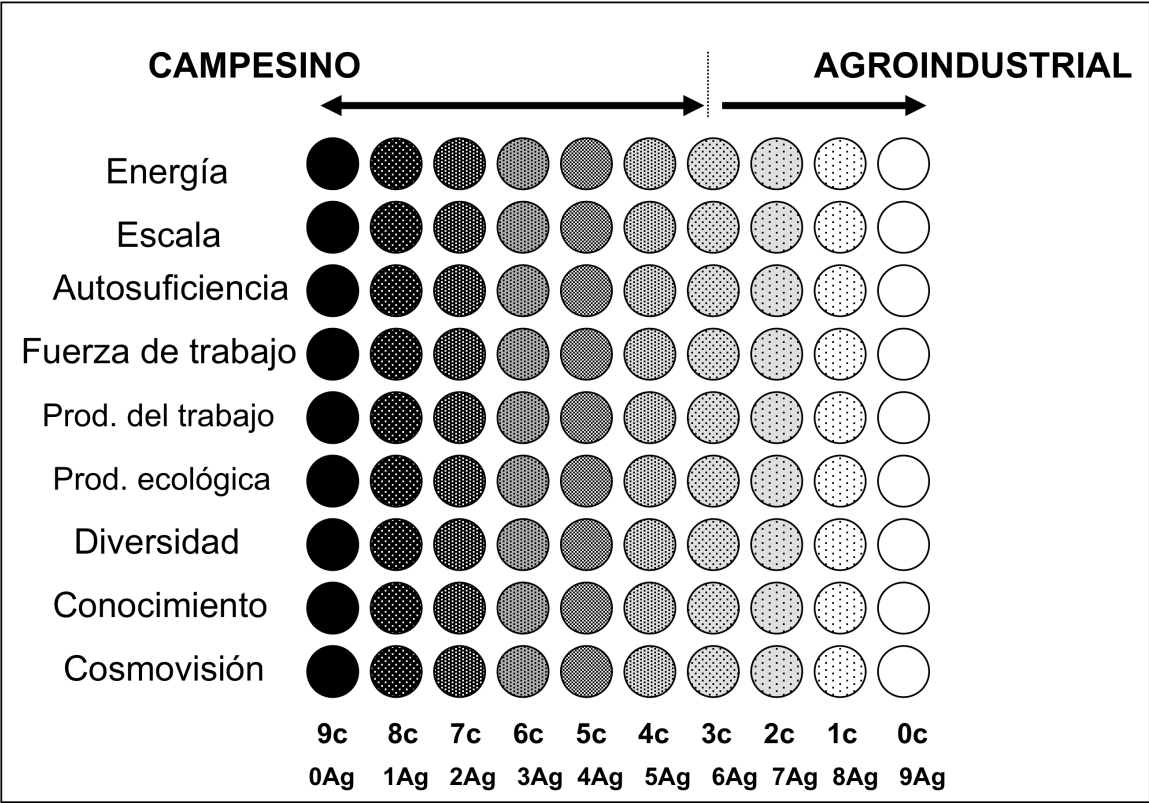 CAMPESINO AGROINDUSTRIAL
Energía
Escala
Autosuficiencia
Fuerza de trabajo
Prod. del trabajo
Prod. ecológica
Diversidad
Conocimiento
Cosmovisión
9c 8c 7c 6c 5c 4c 3c 2c 1c 0c
0Ag 1Ag 2Ag 3Ag 4Ag 5Ag 6Ag 7Ag 8Ag 9Ag